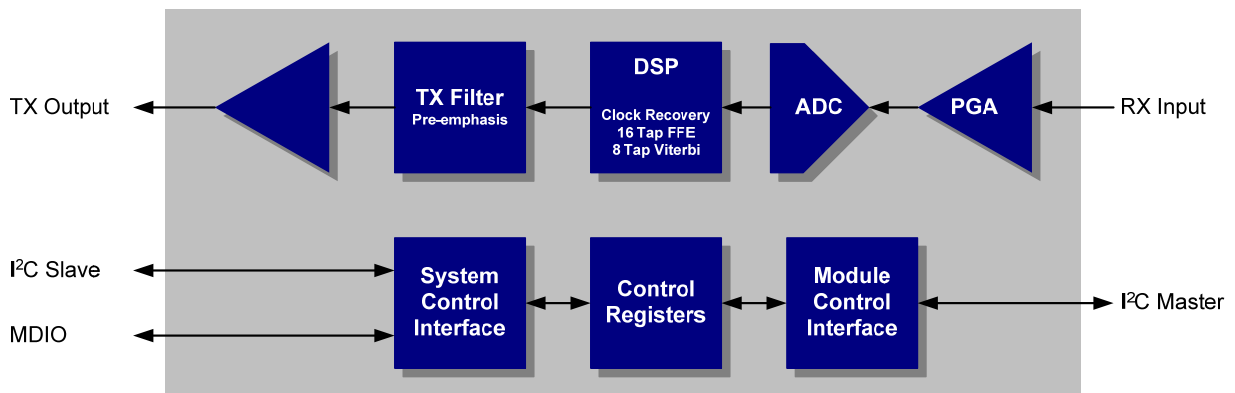 TX Output
TX Filter
Pre-emphasis
DSP
Clock Recovery
16 Tap FFE
8 Tap Viterbi
ADC
PGA
RX Input
I²C Slave
MDIO
System
Control
Interface
Control
Registers
Module
Control
Interface
I²C Master